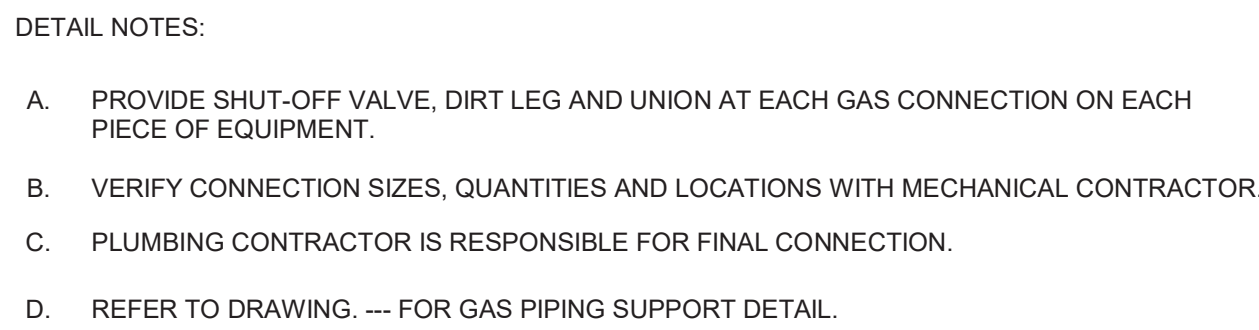 DETAIL NOTES:
A. PROVIDE SHUT-OFF VALVE, DIRT LEG AND UNION AT EACH GAS CONNECTION ON EACH
PIECE OF EQUIPMENT.
B. VERIFY CONNECTION SIZES, QUANTITIES AND LOCATIONS WITH MECHANICAL CONTRACTOR.
C. PLUMBING CONTRACTOR IS RESPONSIBLE FOR FINAL CONNECTION.
D. REFER TO DRAWING. --- FOR GAS PIPING SUPPORT DETAIL.